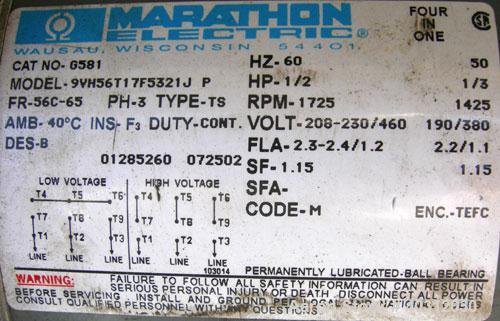 MARATHON ELECTRIC
FOUR IN ONE
SA
WAUSAU, WISCONSIN 54401
CAT NO- G581
HZ-60 50
MODEL-9VH56T17F5321J P
HP-1/2 1/3
FR-56C-65 PH-3 TYPE-TS
RPM-1725 1425
AMB-40°C INS-F3 DUTY-CONT.
VOLT-208-230/460 190/380
DES-B
FLA-2.3-2.4/1.2 2.2/1.1
01285260 072502
SF-1.15 1.15
SFA-
CODE-M ENC.-TEFC
LOW VOLTAGE HIGH VOLTAGE
T4 T5 T6 T4 T5 T6
T7 T8 T9 T7 T8 T9
T1 T2 T3 T1 T2 T3
LINE LINE LINE LINE LINE LINE
103014
PERMANENTLY LUBRICATED-BALL BEARING
WARNING: FAILURE TO FOLLOW ALL SAFETY INFORMATION CAN RESULT IN
SERIOUS PERSONAL INJURY OR DEATH. DISCONNECT ALL POWER
BEFORE SERVICING. INSTALL AND GROUND PER LOCAL AND NATIONAL CODES
CONSULT QUALIFIED PERSONNEL WITH ANY QUESTIONS.